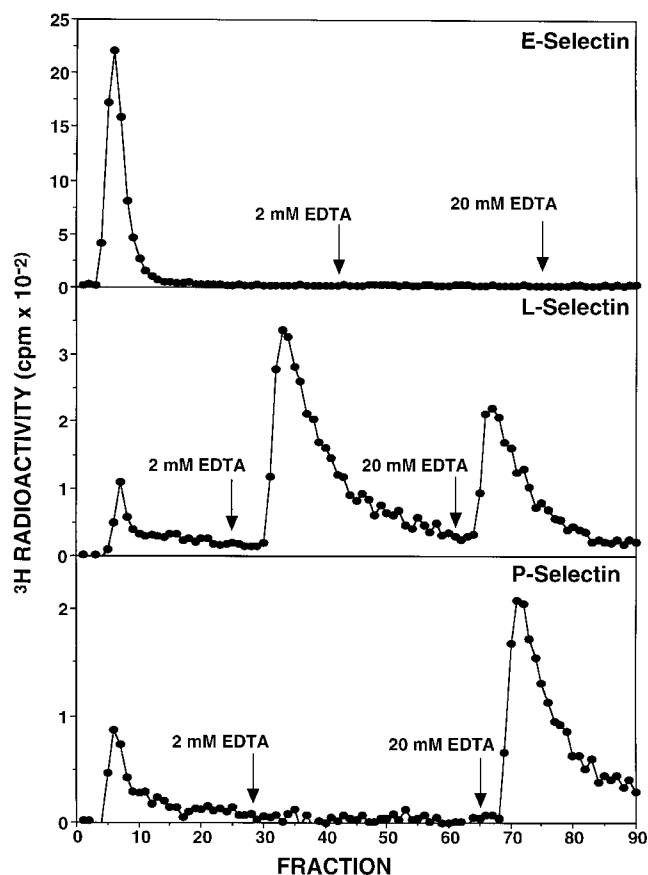 E-Selectin
25
20
15
10
5
0
2 mM EDTA
20 mM EDTA
L-Selectin
3
2
1
0
2 mM EDTA
20 mM EDTA
P-Selectin
2
1
0
2 mM EDTA
20 mM EDTA
0 10 20 30 40 50 60 70 80 90
FRACTION
³H RADIOACTIVITY (cpm x 10⁻²)